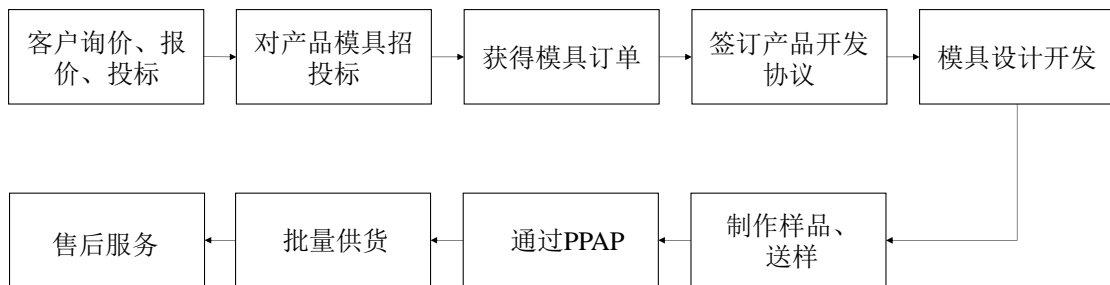 客户询价、报
价、投标
对产品模具招
投标
获得模具订单
签订产品开发
协议
模具设计开发
制作样品、
送样
通过PPAP
批量供货
售后服务